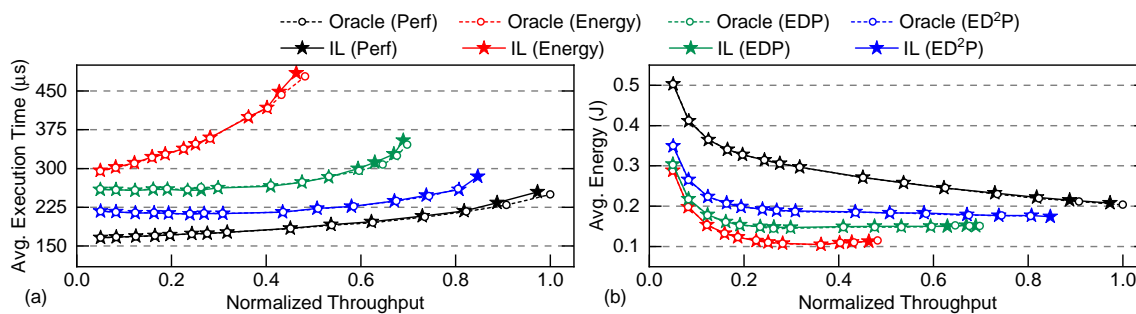 Oracle (Perf) Oracle (Energy) Oracle (EDP) Oracle (ED²P)
IL (Perf) IL (Energy) IL (EDP) IL (ED²P)
Avg. Execution Time (μs)
450
375
300
225
150
0.0 0.2 0.4 0.6 0.8 1.0
(a) Normalized Throughput
Avg. Energy (J)
0.5
0.4
0.3
0.2
0.1
0.0 0.2 0.4 0.6 0.8 1.0
(b) Normalized Throughput